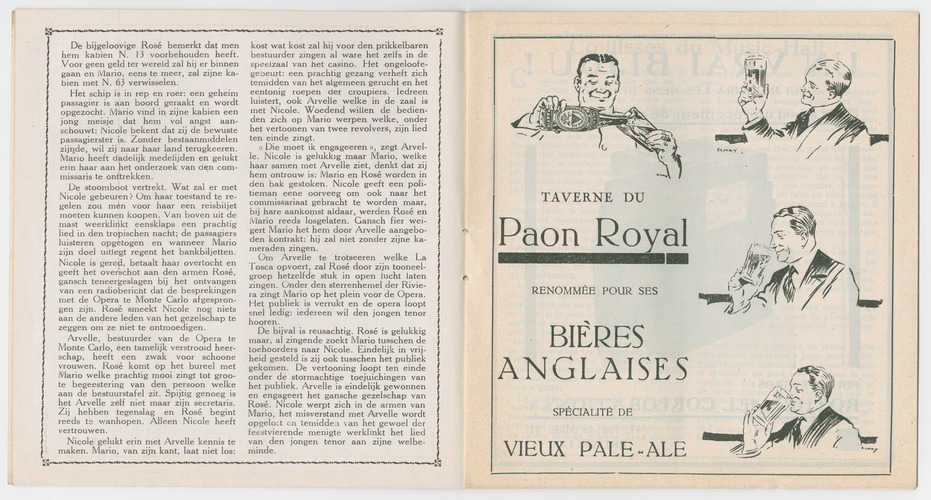 De bijgeloovige Rosé bemerkt dat men
hem kabien N. 13 voorbehouden heeft.
Voor geen geld ter wereld zal hij er binnen
gaan en Mario, eens te meer, zal zijne ka-
bien met N. 63 verwisselen.
Het schip is in rep en roer: een geheim
passagier is aan boord geraakt en wordt
opgezocht. Mario vind in zijne kabien een
jong meisje dat hem vol angst aan-
schouwt: Nicole bekent dat zij de bewuste
passagierster is. Zonder bestaanmiddelen
zijnde, wil zij naar haar land terugkeeren.
Mario heeft dadelijk medelijden en gelukt
erin haar aan het onderzoek van den com-
missaris te onttrekken.
De stoomboot vertrekt. Wat zal er met
Nicole gebeuren? Om haar toestand te re-
gelen zou men voor haar een reisbiljet
moeten kunnen koopen. Van boven uit de
mast weerklinkt eensklaps een prachtig
lied in den tropischen nacht; de passagiers
luisteren opgetogen en wanneer Mario
zijn doel uitlegt regent het bankbiljetten.
Nicole is gered, betaalt haar overtocht en
geeft het overschot aan den armen Rosé,
gansch teneergeslagen bij het ontvangen
van een radiobericht dat de besprekingen
met de Opera te Monte Carlo afgespron-
gen zijn. Rosé smeekt Nicole nog niets
aan de andere leden van het gezelschap te
zeggen om ze niet te ontmoedigen.
Arvelle, bestuurder van de Opera te
Monte Carlo, een tamelijk verstrooid heer-
schap, heeft een zwak voor schoone
vrouwen. Rosé komt op het bureel met
Mario welke prachtig mooi zingt tot groo-
te begeestering van den persoon welke
aan de bestuurstafel zit. Spijtig genoeg is
het Arvelle zelf niet maar zijn secretaris.
Zij hebben tegenslag en Rosé begint
reeds te wanhopen. Alleen Nicole heeft
vertrouwen.
Nicole gelukt erin met Arvelle kennis te
maken. Mario, van zijn kant, laat niet los:
kost wat kost zal hij voor den prikkelbaren
bestuurder zingen al ware het zelfs in de
speelzaal van het casino. Het ongeloofe-
gebeurt: een prachtig gezang verheft zich
temidden van het algemeen gerucht en het
eentonig roepen der croupiers. Iedreen
luistert, ook Arvelle welke in de zaal is
met Nicole. Woedend willen de bedien-
den zich op Mario werpen welke, onder
het vertoonen van twee revolvers, zijn lied
ten einde zingt.
« Die moet ik engageeren », zegt Arvel-
le. Nicole is gelukkig maar Mario, welke
haar samen met Arvelle ziet, denkt dat zij
hem ontrouw is: Mario en Rosé worden in
den bak gestoken. Nicole geeft een poli-
tieman eene oorveeg om ook naar het
commissariaat gebracht te worden maar,
bij hare aankomst aldaar, werden Rosé en
Mario reeds losgelaten. Gansch fier wei-
gert Mario het hem door Arvelle aangebo-
den kontrakt: hij zal niet zonder zijne ka-
meraden zingen.
Om Arvelle te trotseeren welke La
Tosca opvoert, zal Rosé door zijn tooneel-
groep hetzelfde stuk in open lucht laten
zingen. Onder den sterrenhemel der Rivie-
ra zingt Mario op het plein voor de Opera.
Het publiek is verrukt en de opera loopt
snel ledig: iedereen wil den jongen tenor
hooren.
De bijval is reusachtig. Rosé is gelukkig
maar, al zingende zoekt Mario tusschen de
toehoorders naar Nicole. Eindelijk in vrij-
heid gesteld is zij ook tusschen het publiek
gekomen. De vertooning loopt ten einde
onder de stormachtige toejuichingen van
het publiek. Arvelle is eindelijk gewonnen
en engageert het gansche gezelschap van
Rosé. Nicole werpt zich in de armen van
Mario, het misverstand met Arvelle wordt
opgelost en temidden van het gewoel der
feestvierende menigte werklinkt het lied
van den jongen tenor aan zijne welbe-
minde.
TAVERNE DU
Paon Royal
RENOMMÉE POUR SES
BIÈRES
ANGLAISES
SPÉCIALITÉ DE
VIEUX PALE-ALE